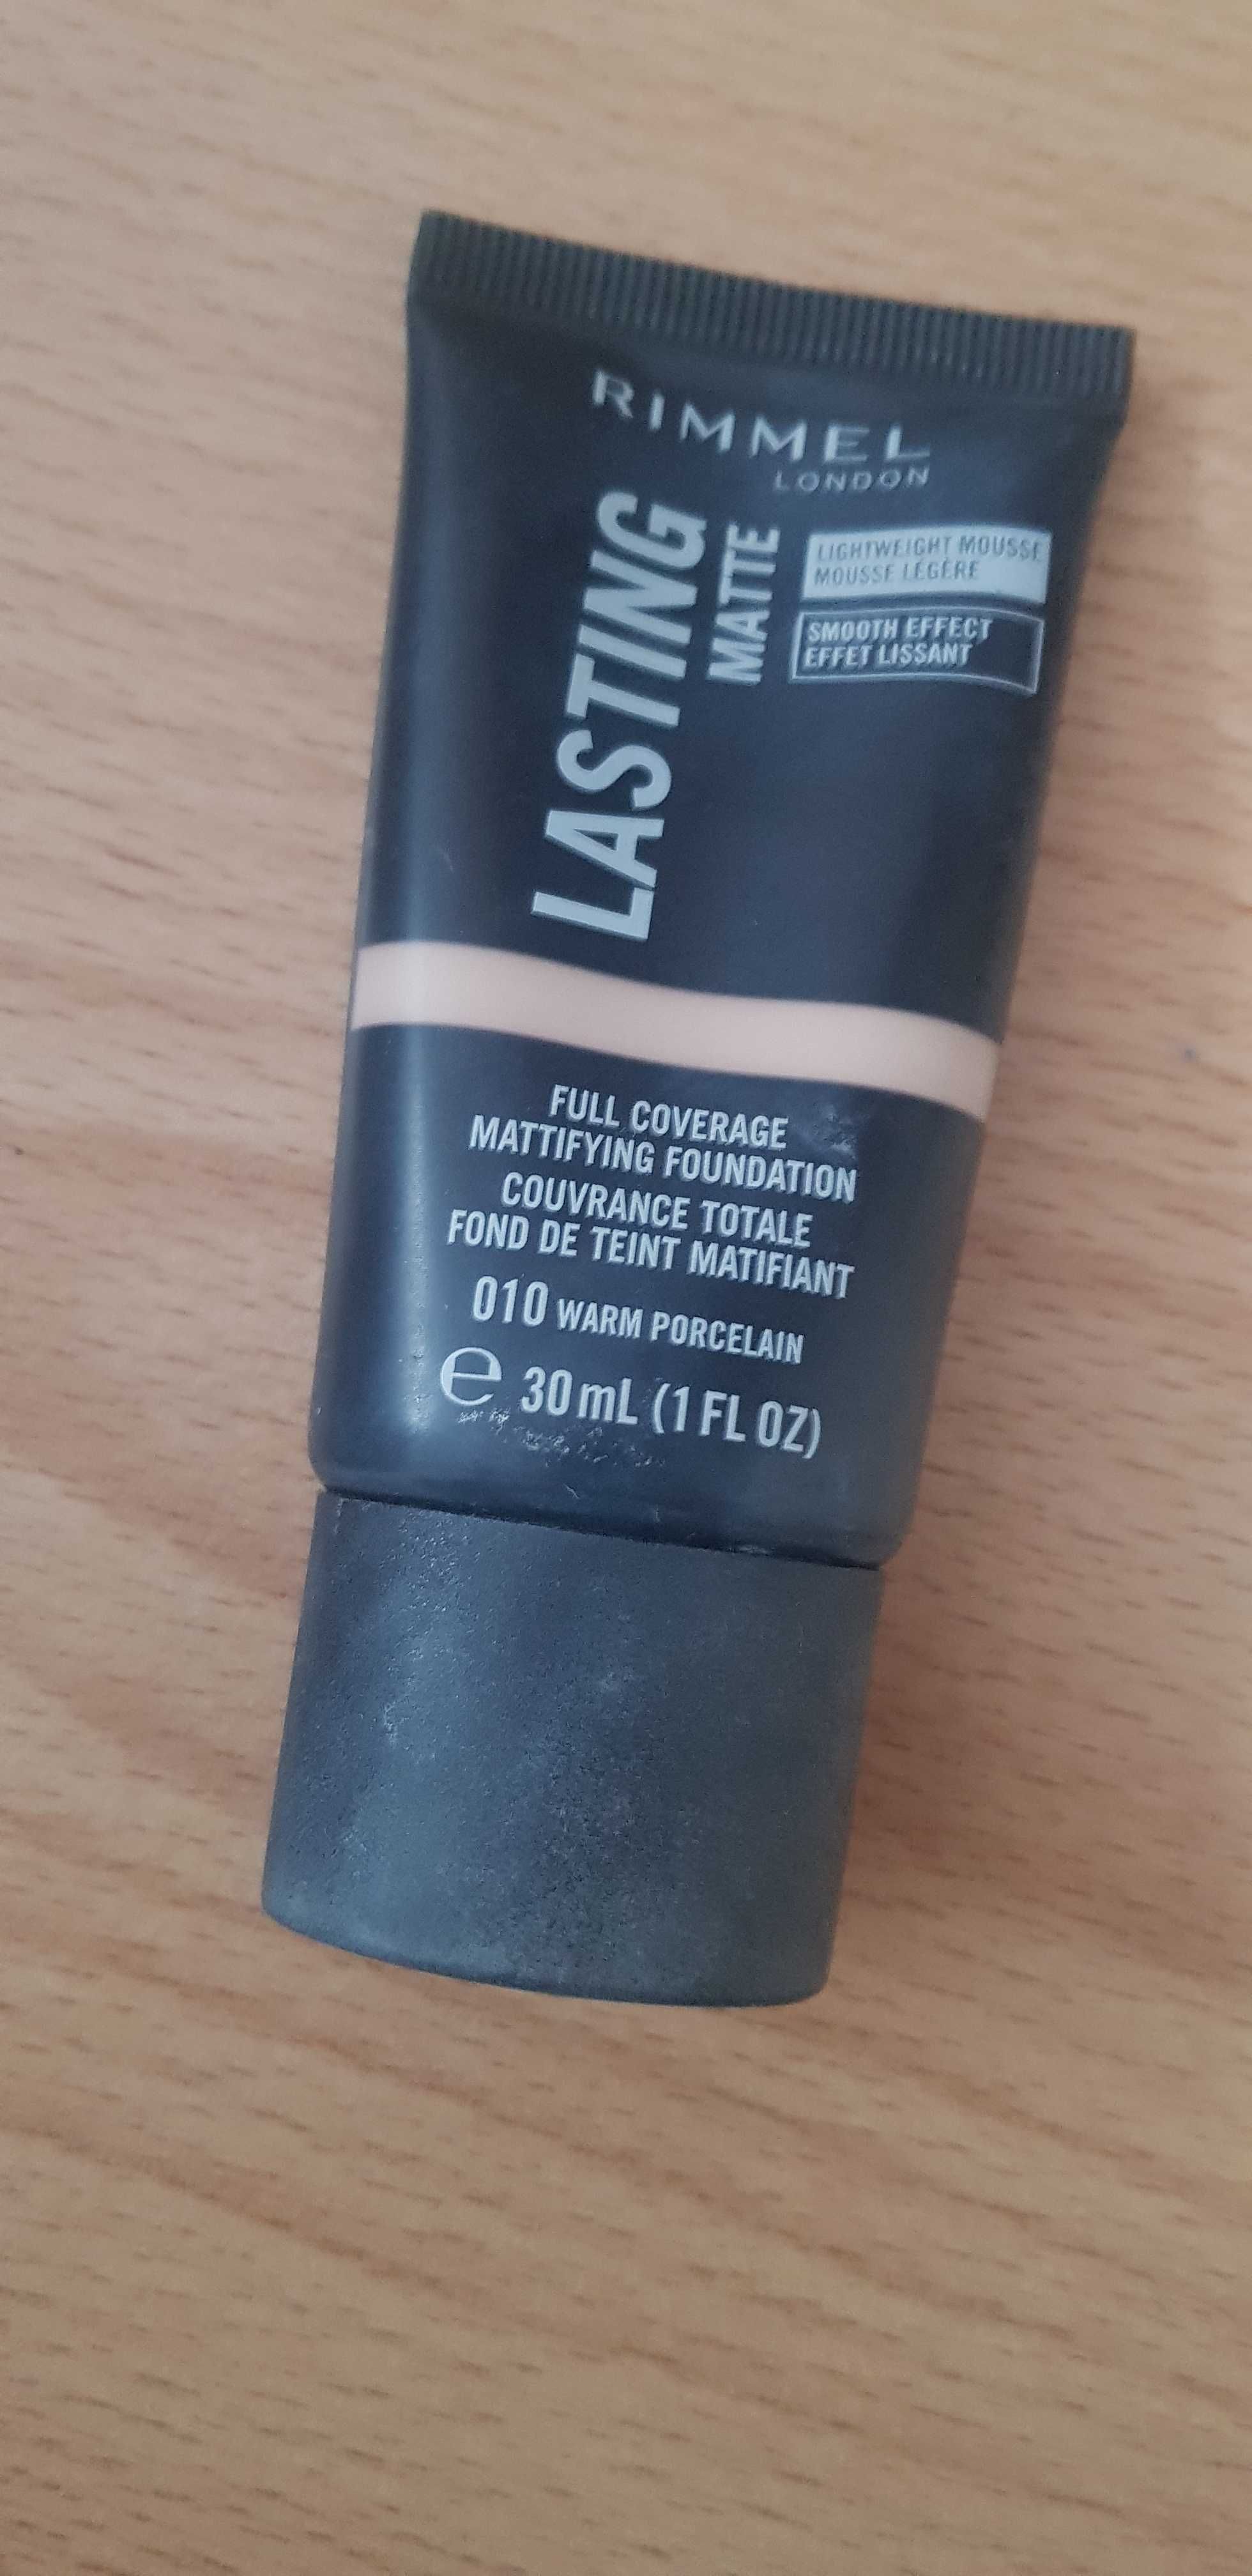 RIMMEL
LONDON
LASTING
MATTE
LIGHTWEIGHT MOUSSE
MOUSSE LÉGÈRE
SMOOTH EFFECT
EFFET LISSANT
FULL COVERAGE
MATTIFYING FOUNDATION
COUVRANCE TOTALE
FOND DE TEINT MATIFIANT
010 WARM PORCELAIN
℮ 30 mL (1 FL OZ)